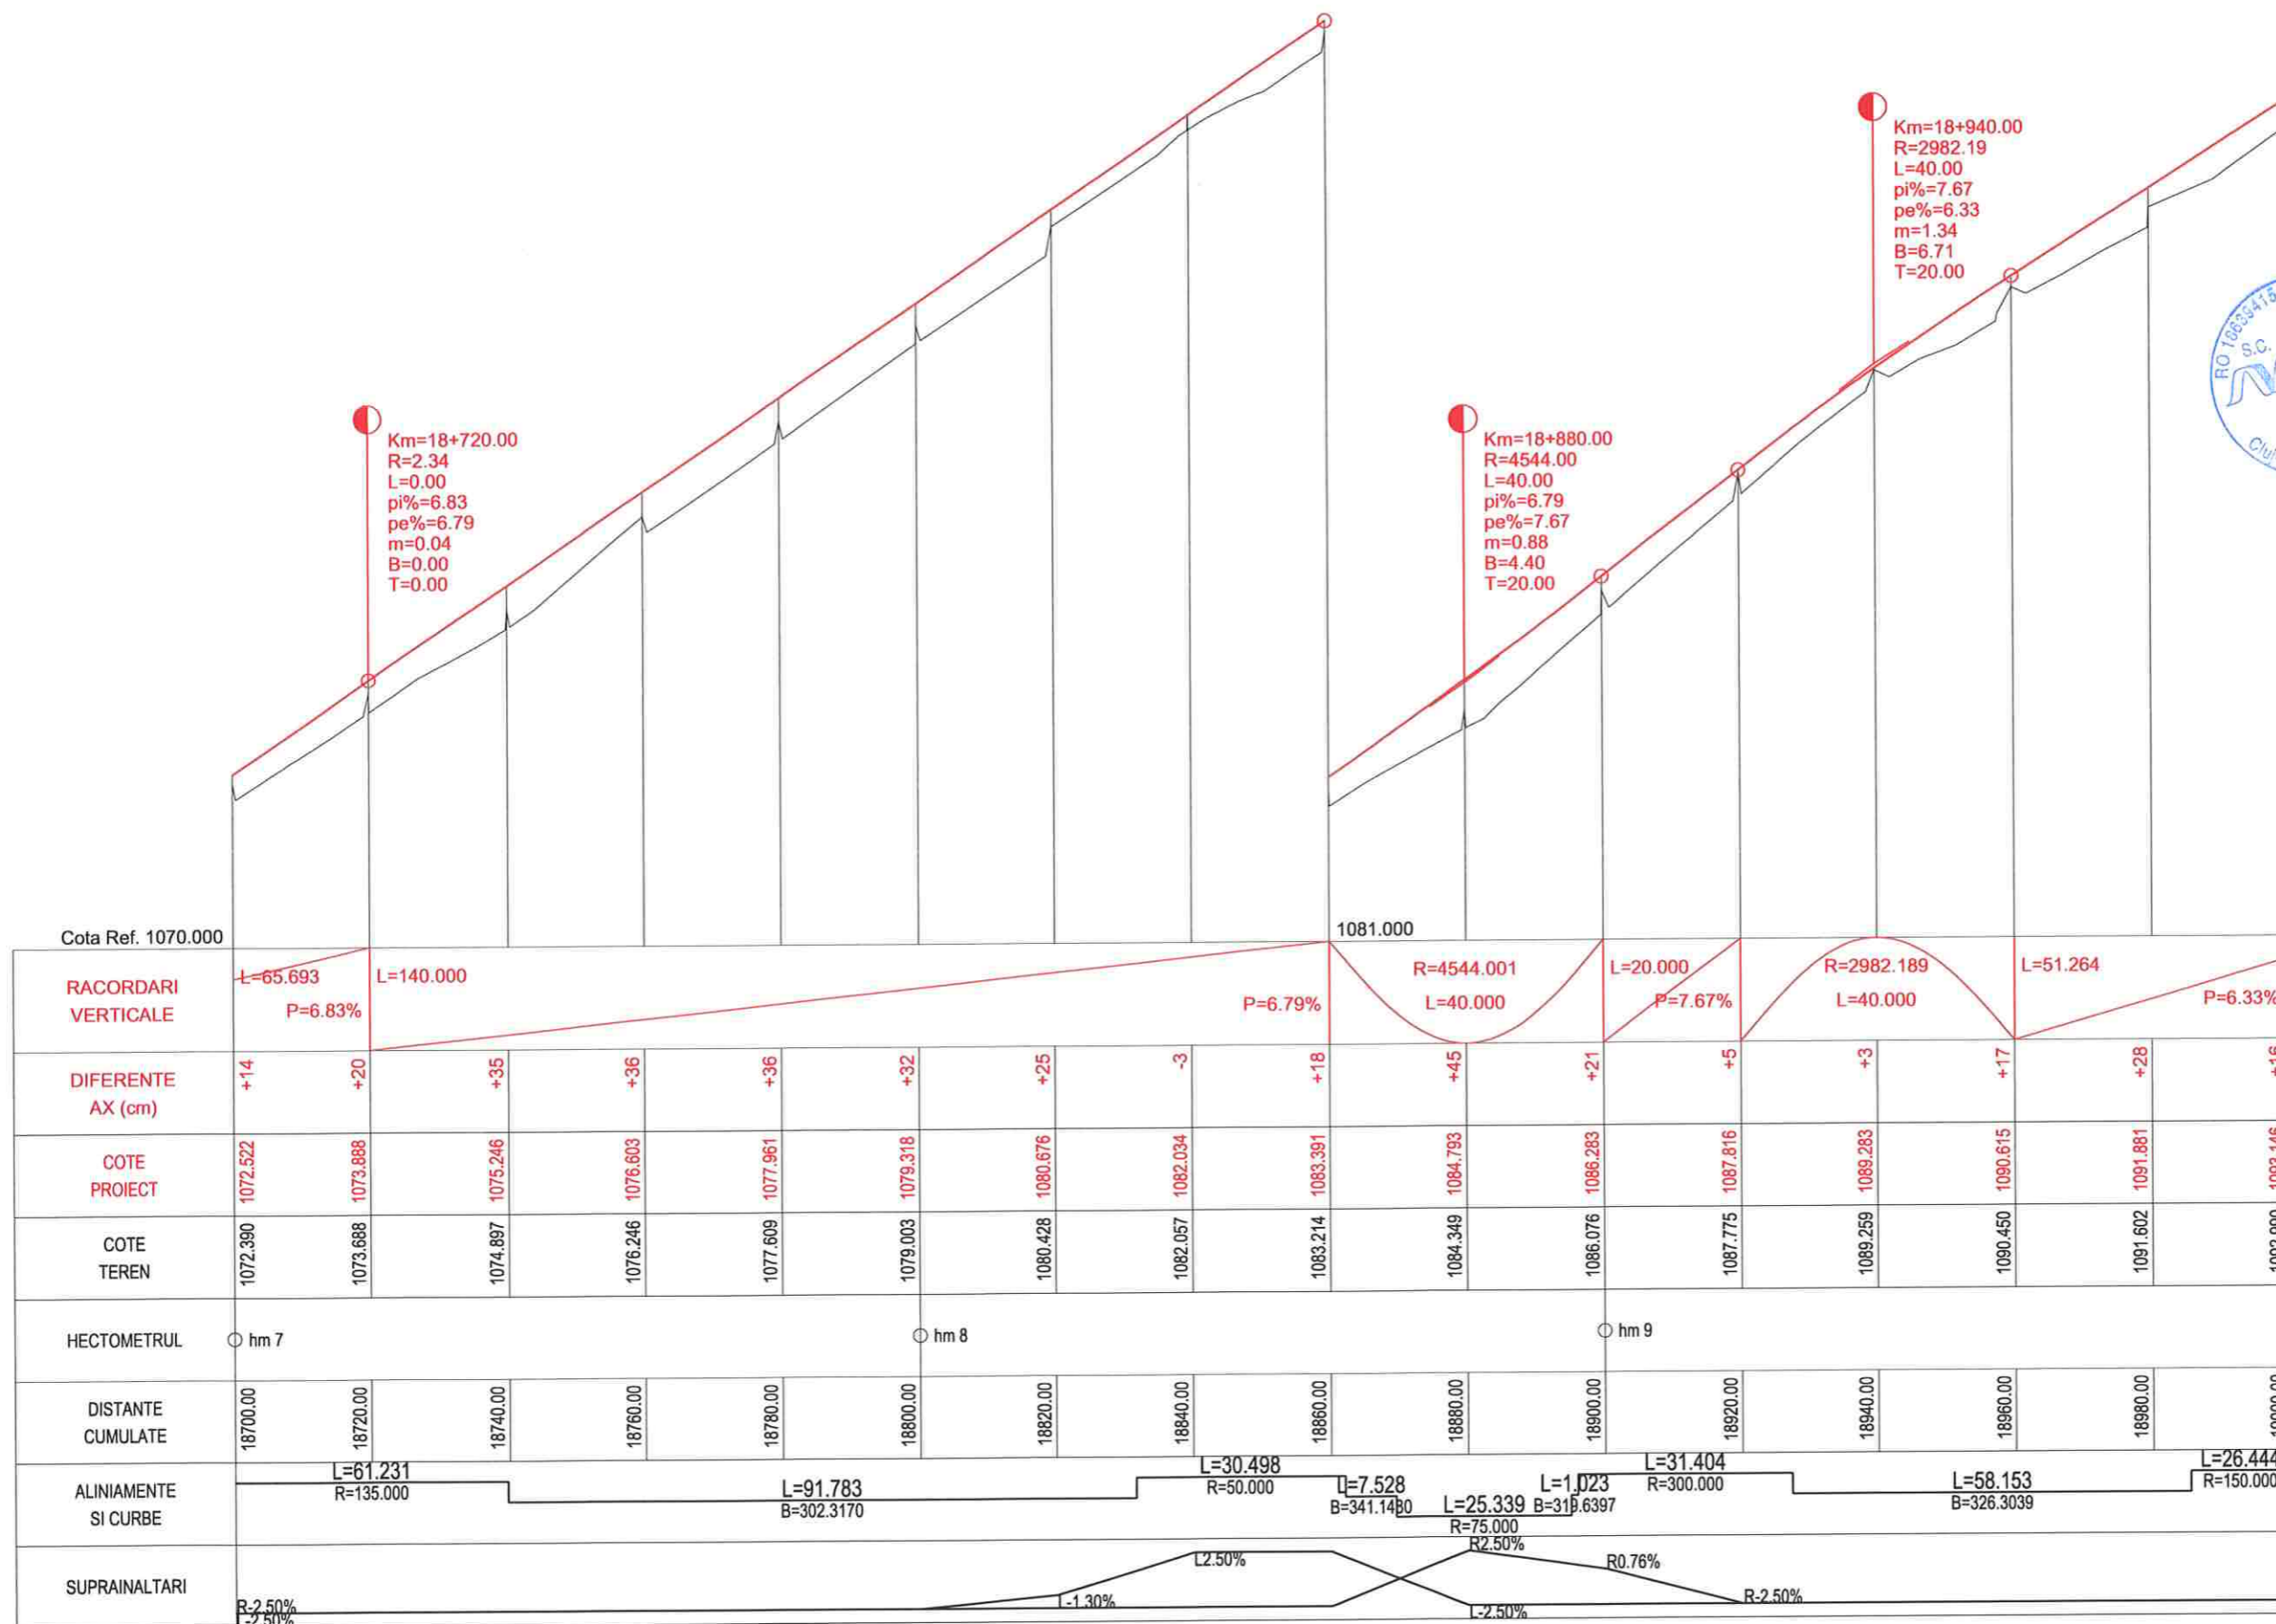 Km=18+720.00
R=2.34
L=0.00
pi%=6.83
pe%=6.79
m=0.04
B=0.00
T=0.00
Km=18+880.00
R=4544.00
L=40.00
pi%=6.79
pe%=7.67
m=0.88
B=4.40
T=20.00
Km=18+940.00
R=2982.19
L=40.00
pi%=7.67
pe%=6.33
m=1.34
B=6.71
T=20.00
S.C.
Cota Ref. 1070.000
1081.000
RACORDARI
VERTICALE
L=65.693
P=6.83%
L=140.000
P=6.79%
R=4544.001
L=40.000
L=20.000
P=7.67%
R=2982.189
L=40.000
L=51.264
P=6.33%
DIFERENTE
AX (cm)
+14 +20 +35 +36 +36 +32 +25 -3 +18 +45 +21 +5 +3 +17 +28 +16
COTE
PROIECT
1072.522 1073.888 1075.246 1076.603 1077.961 1079.318 1080.676 1082.034 1083.391 1084.793 1086.283 1087.816 1089.283 1090.615 1091.881
COTE
TEREN
1072.390 1073.688 1074.897 1076.246 1077.609 1079.003 1080.428 1082.057 1083.214 1084.349 1086.076 1087.775 1089.259 1090.450 1091.602
HECTOMETRUL
hm 7 hm 8 hm 9
DISTANTE
CUMULATE
18700.00 18720.00 18740.00 18760.00 18780.00 18800.00 18820.00 18840.00 18860.00 18880.00 18900.00 18920.00 18940.00 18960.00 18980.00
ALINIAMENTE
SI CURBE
L=61.231
R=135.000
L=91.783
B=302.3170
L=30.498
R=50.000
L=7.528
B=341.1480
L=25.339
R=75.000
L=1.023
B=319.6397
L=31.404
R=300.000
L=58.153
B=326.3039
L=26.444
R=150.000
SUPRAINALTARI
R-2.50%
L-2.50%
L-1.30%
L2.50%
R2.50%
L-2.50%
R0.76%
R-2.50%